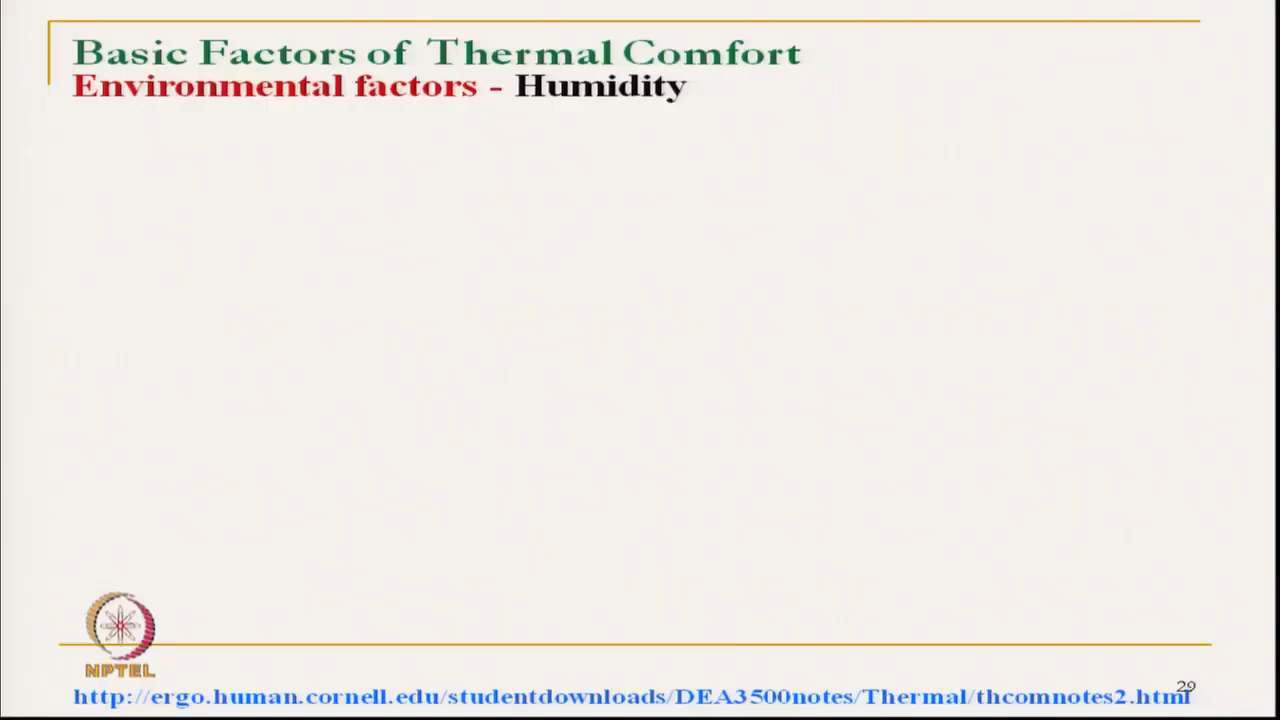 Basic Factors of Thermal Comfort
Environmental factors - Humidity
NPTEL
29
http://ergo.human.cornell.edu/studentdownloads/DEA3500notes/Thermal/thcomnotes2.html